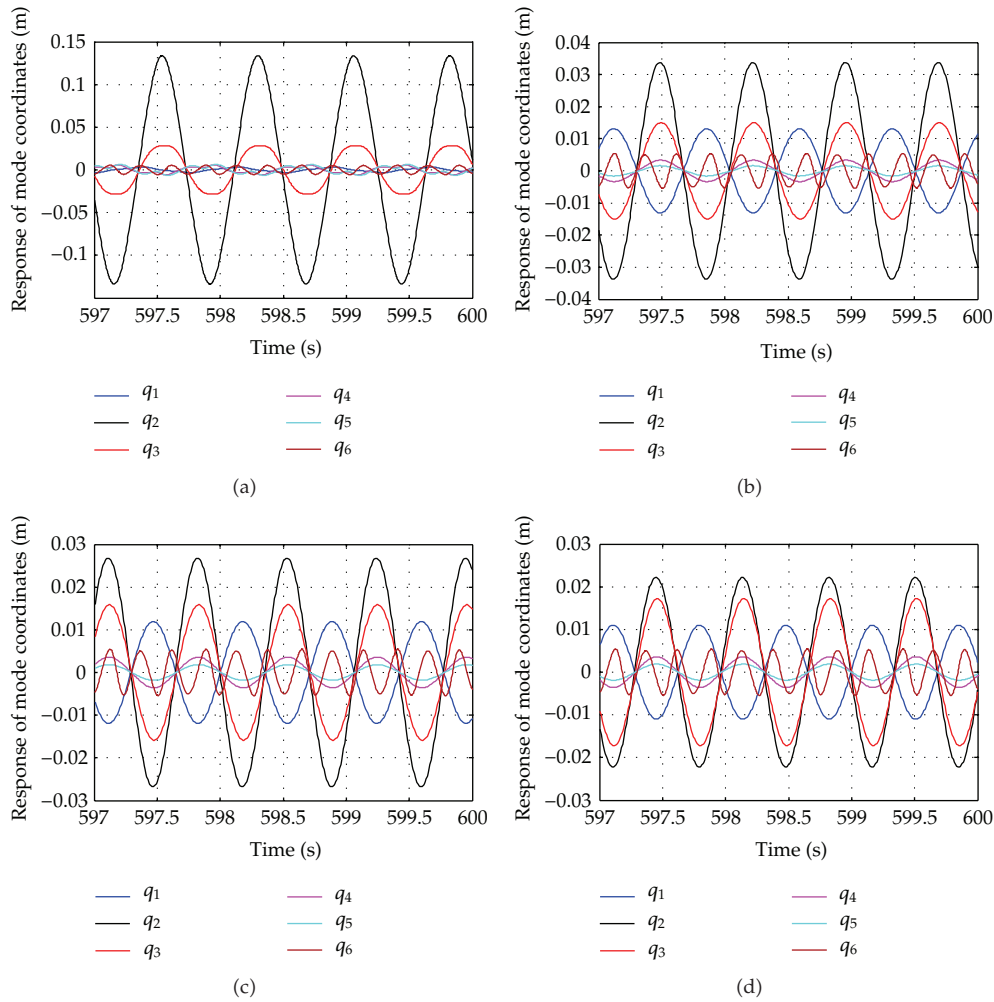 Response of mode coordinates (m)
0.15
0.1
0.05
0
−0.05
−0.1
597 597.5 598 598.5 599 599.5 600
Time (s)
q1 q4
q2 q5
q3 q6
(a)
Response of mode coordinates (m)
0.04
0.03
0.02
0.01
0
−0.01
−0.02
−0.03
−0.04
597 597.5 598 598.5 599 599.5 600
Time (s)
q1 q4
q2 q5
q3 q6
(b)
Response of mode coordinates (m)
0.03
0.02
0.01
0
−0.01
−0.02
−0.03
597 597.5 598 598.5 599 599.5 600
Time (s)
q1 q4
q2 q5
q3 q6
(c)
Response of mode coordinates (m)
0.03
0.02
0.01
0
−0.01
−0.02
−0.03
597 597.5 598 598.5 599 599.5 600
Time (s)
q1 q4
q2 q5
q3 q6
(d)